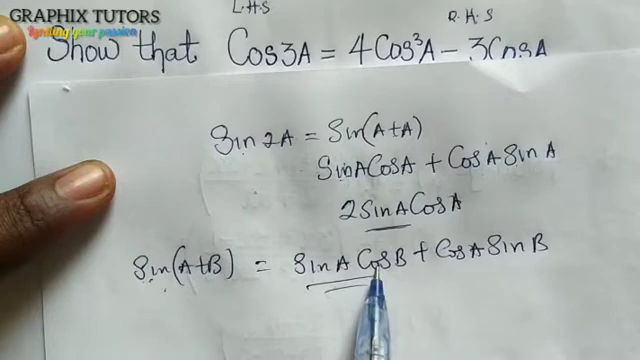 GRAPHIX TUTORS
Igniting your passion
L.H.S
R.H.S
Show that Cos3A = 4Cos³A - 3CosA
Sin2A = Sin(A+A)
SinACosA + CosASinA
2SinACosA
Sin(A+B) = SinACosB + CosASinB